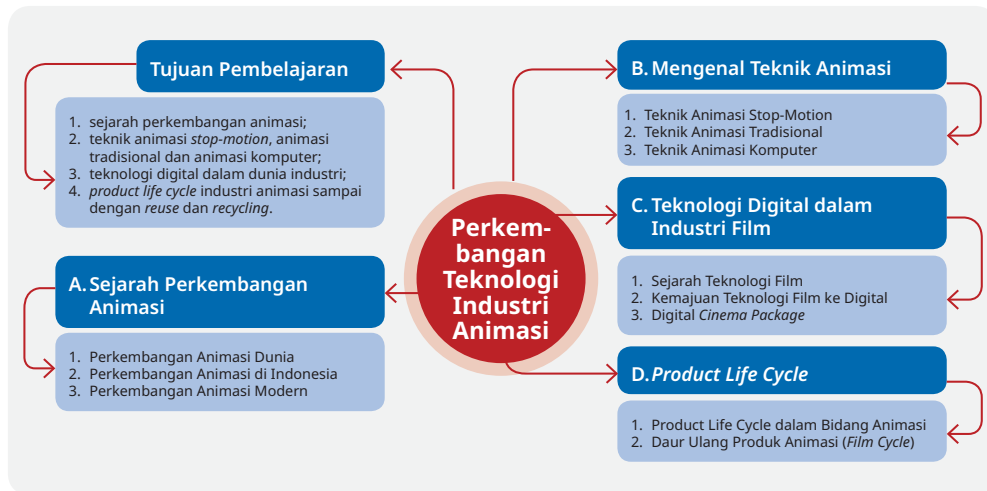 Tujuan Pembelajaran
1. sejarah perkembangan animasi;
2. teknik animasi stop-motion, animasi
tradisional dan animasi komputer;
3. teknologi digital dalam dunia industri;
4. product life cycle industri animasi sampai
dengan reuse dan recycling.
A. Sejarah Perkembangan
Animasi
1. Perkembangan Animasi Dunia
2. Perkembangan Animasi di Indonesia
3. Perkembangan Animasi Modern
Perkem-
bangan
Teknologi
Industri
Animasi
B. Mengenal Teknik Animasi
1. Teknik Animasi Stop-Motion
2. Teknik Animasi Tradisional
3. Teknik Animasi Komputer
C. Teknologi Digital dalam
Industri Film
1. Sejarah Teknologi Film
2. Kemajuan Teknologi Film ke Digital
3. Digital Cinema Package
D. Product Life Cycle
1. Product Life Cycle dalam Bidang Animasi
2. Daur Ulang Produk Animasi (Film Cycle)